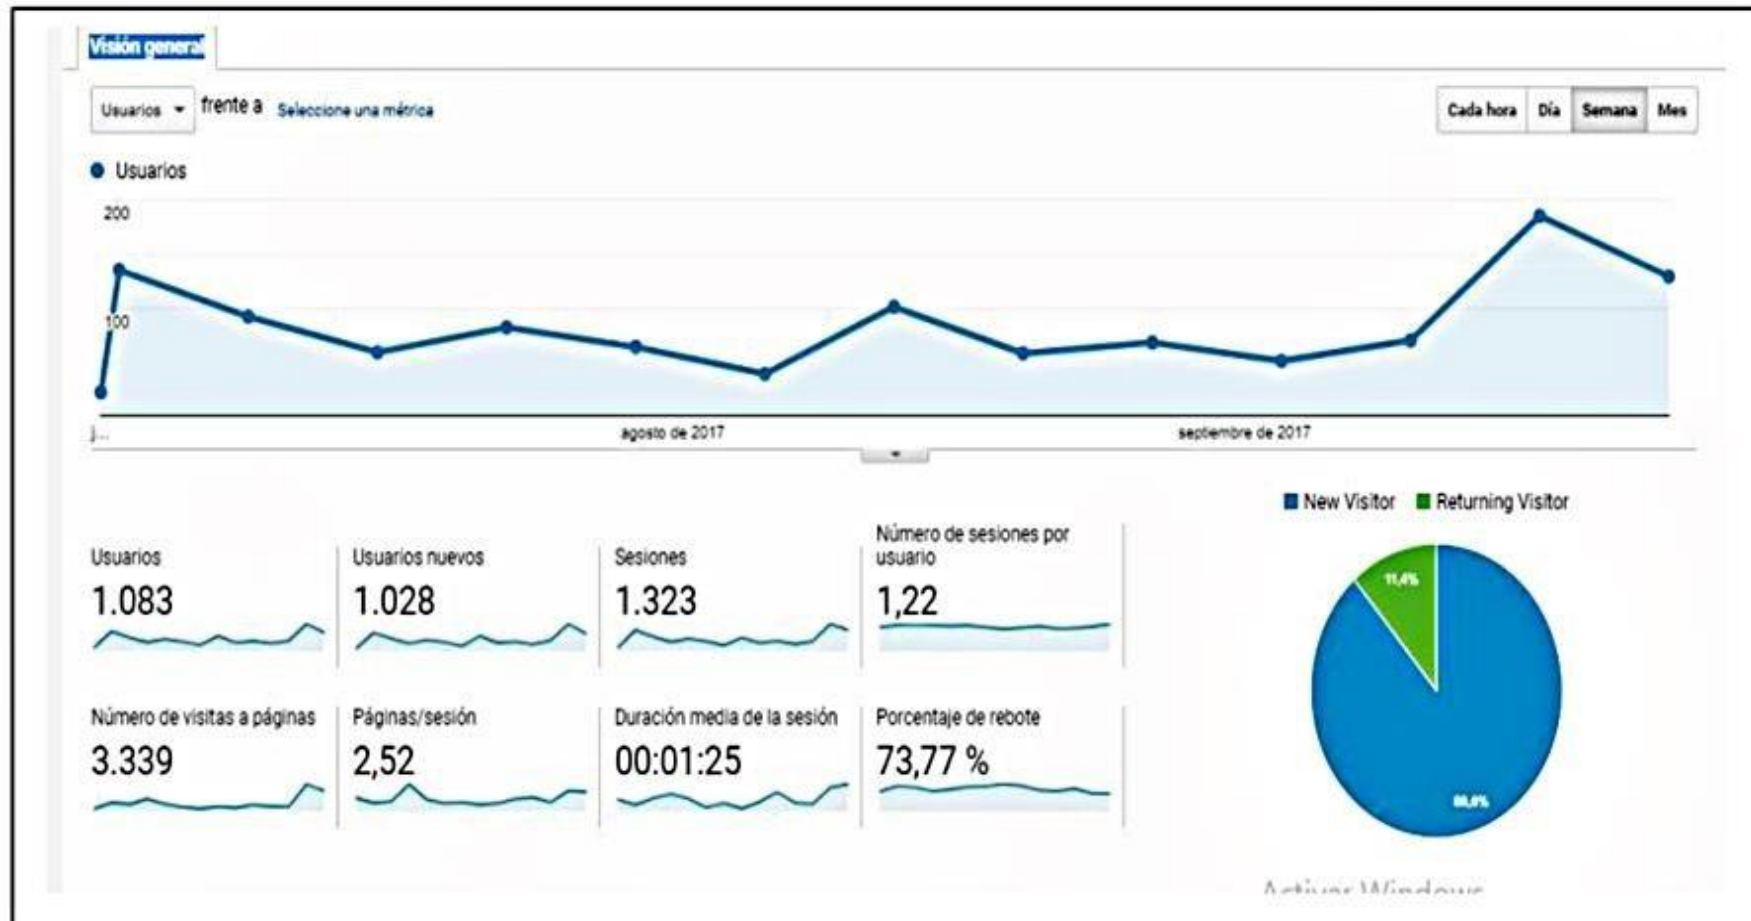 Visión general
Usuarios frente a Seleccione una métrica
Cada hora Día Semana Mes
Usuarios
200
100
j...
agosto de 2017
septiembre de 2017
New Visitor Returning Visitor
Usuarios
1.083
Usuarios nuevos
1.028
Sesiones
1.323
Número de sesiones por
usuario
1,22
Número de visitas a páginas
3.339
Páginas/sesión
2,52
Duración media de la sesión
00:01:25
Porcentaje de rebote
73,77 %
11,4%
Activar Windows